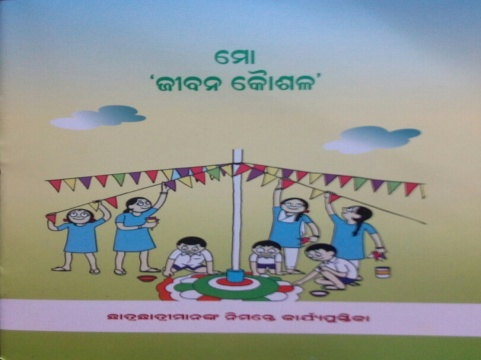 ମୋ
‘ଜୀବନ କୌଶଳ’
ଛାତ୍ରଛାତ୍ରୀମାନଙ୍କ ନିମନ୍ତେ କାର୍ଯ୍ୟପୁସ୍ତିକା